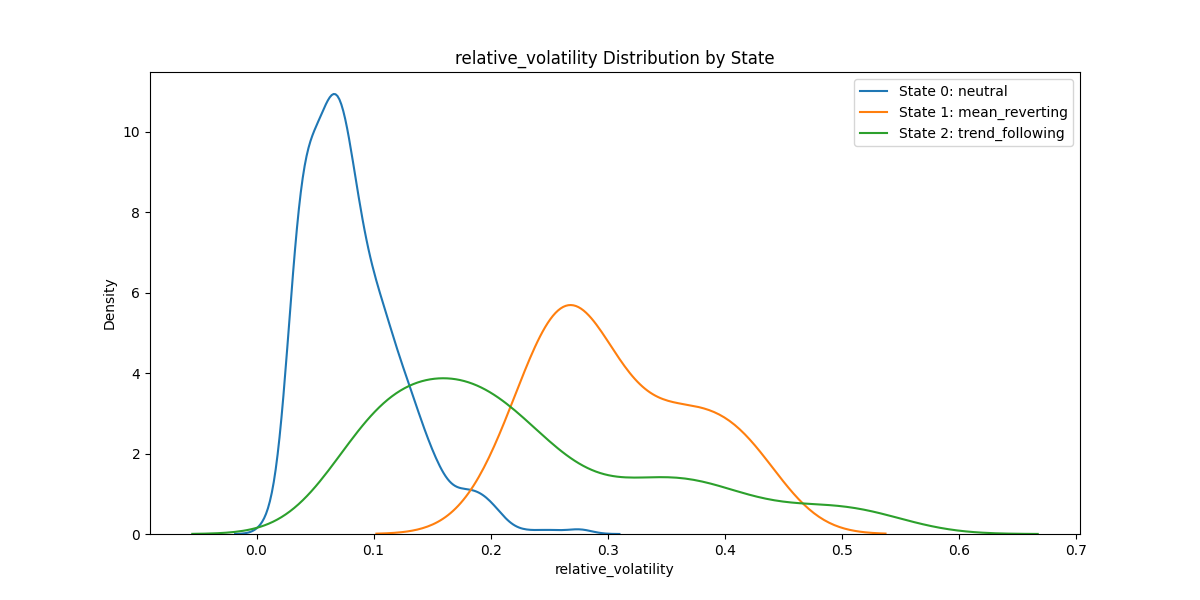 relative_volatility Distribution by State
State 0: neutral
State 1: mean_reverting
State 2: trend_following
Density
10
8
6
4
2
0
0.0 0.1 0.2 0.3 0.4 0.5 0.6 0.7
relative_volatility